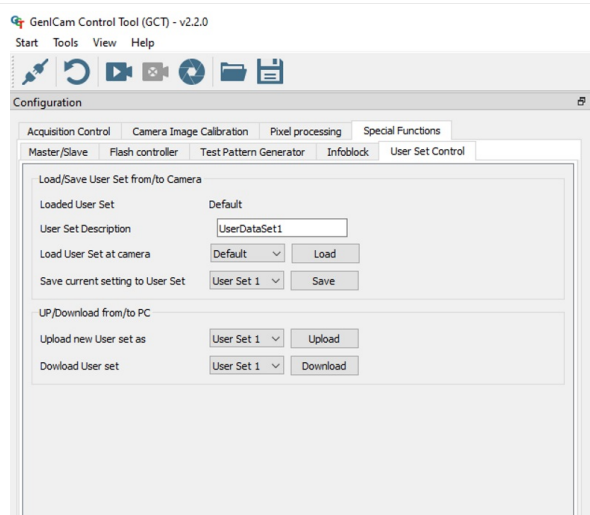 GenICam Control Tool (GCT) - v2.2.0
Start Tools View Help
Configuration
Acquisition Control Camera Image Calibration Pixel processing Special Functions
Master/Slave Flash controller Test Pattern Generator Infoblock User Set Control
Load/Save User Set from/to Camera
Loaded User Set Default
User Set Description UserDataSet1
Load User Set at camera Default Load
Save current setting to User Set User Set 1 Save
UP/Download from/to PC
Upload new User set as User Set 1 Upload
Dowload User set User Set 1 Download